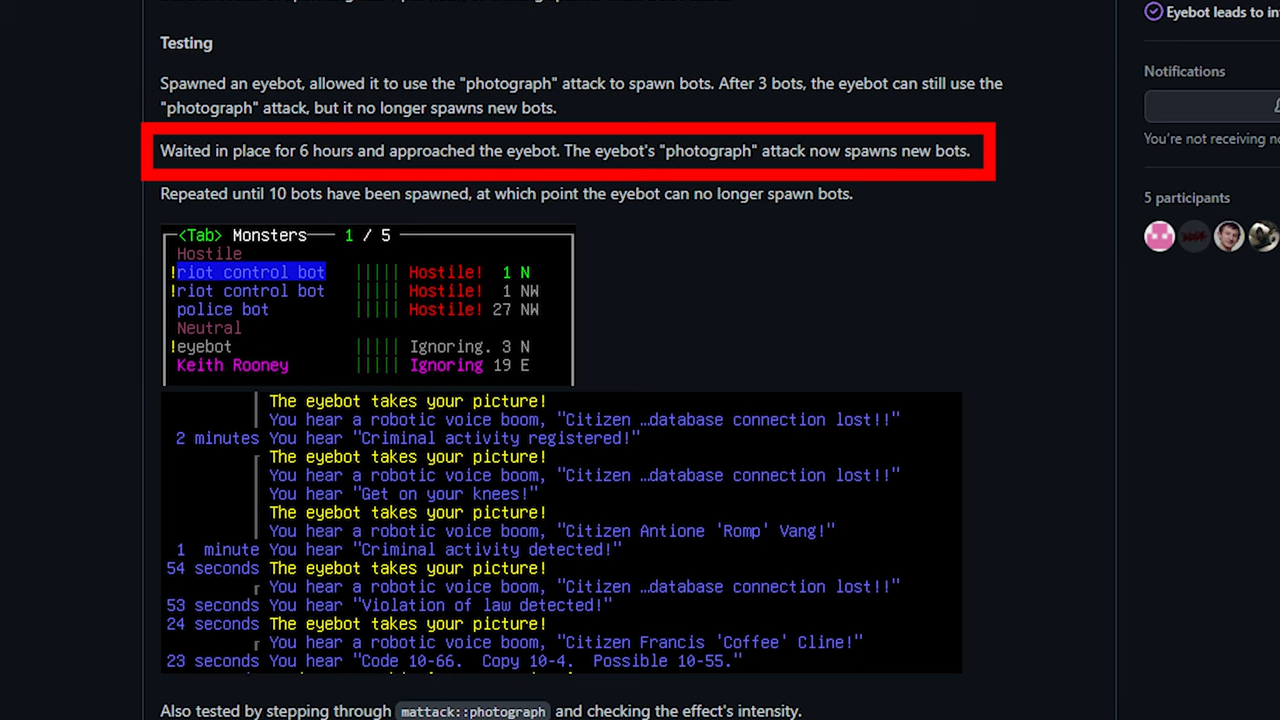 Eyebot leads to
Testing
Spawned an eyebot, allowed it to use the "photograph" attack to spawn bots. After 3 bots, the eyebot can still use the
"photograph" attack, but it no longer spawns new bots.
Waited in place for 6 hours and approached the eyebot. The eyebot's "photograph" attack now spawns new bots.
Repeated until 10 bots have been spawned, at which point the eyebot can no longer spawn bots.
Notifications
You're not receiving
5 participants
<Tab> Monsters 1 / 5
Hostile
!riot control bot ||||| Hostile! 1 N
!riot control bot ||||| Hostile! 1 NW
police bot ||||| Hostile! 27 NW
Neutral
!eyebot ||||| Ignoring. 3 N
Keith Rooney ||||| Ignoring 19 E
The eyebot takes your picture!
You hear a robotic voice boom, "Citizen …database connection lost!!"
2 minutes You hear "Criminal activity registered!"
The eyebot takes your picture!
You hear a robotic voice boom, "Citizen …database connection lost!!"
You hear "Get on your knees!"
The eyebot takes your picture!
You hear a robotic voice boom, "Citizen Antione 'Romp' Vang!"
1 minute You hear "Criminal activity detected!"
54 seconds The eyebot takes your picture!
You hear a robotic voice boom, "Citizen …database connection lost!!"
53 seconds You hear "Violation of law detected!"
24 seconds The eyebot takes your picture!
You hear a robotic voice boom, "Citizen Francis 'Coffee' Cline!"
23 seconds You hear "Code 10-66. Copy 10-4. Possible 10-55."
Also tested by stepping through mattack::photograph and checking the effect's intensity.